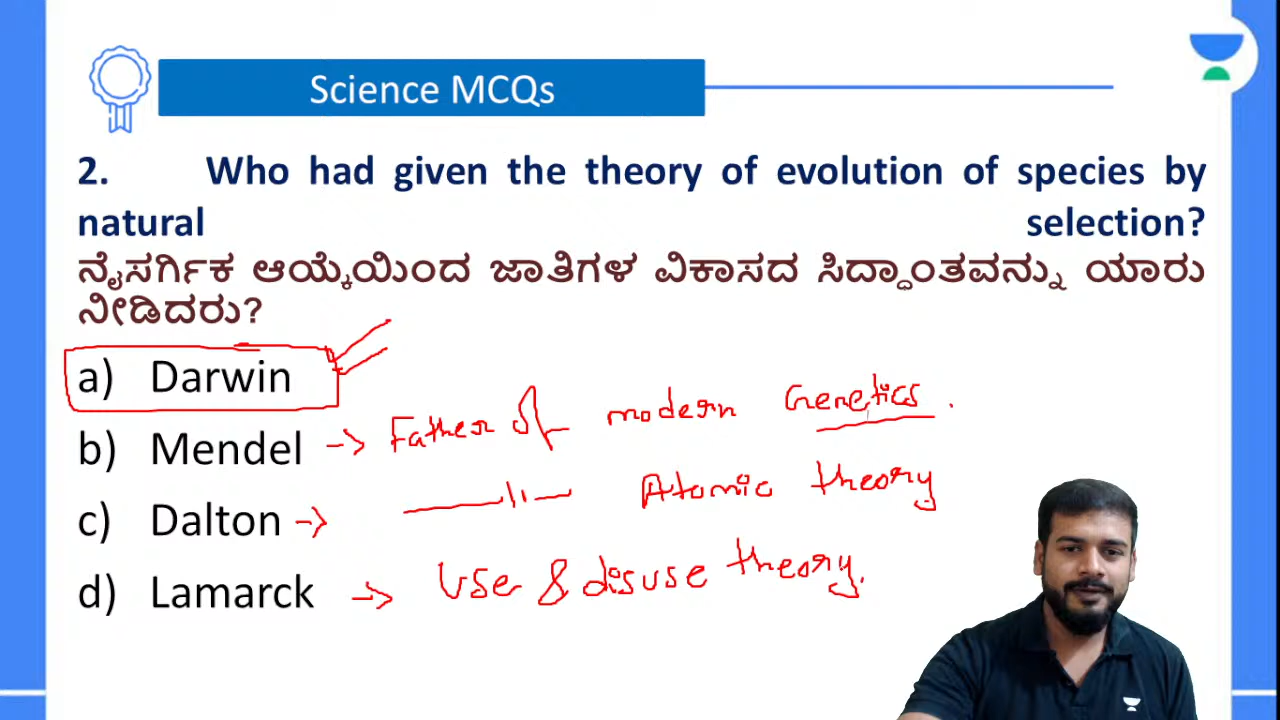 Science MCQs
2. Who had given the theory of evolution of species by
natural selection?
ನೈಸರ್ಗಿಕ ಆಯ್ಕೆಯಿಂದ ಜಾತಿಗಳ ವಿಕಾಸದ ಸಿದ್ಧಾಂತವನ್ನು ಯಾರು
ನೀಡಿದರು?
a) Darwin
b) Mendel → Father of modern Genetics.
c) Dalton → —— 〃 — Atomic theory
d) Lamarck → Use & disuse theory.